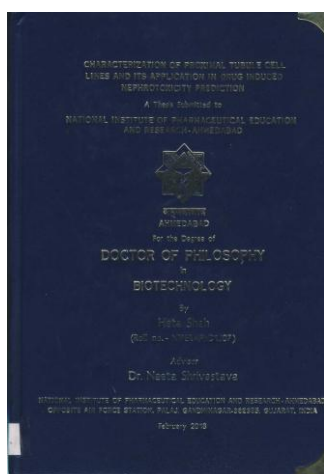 CHARACTERIZATION OF PROXIMAL TUBULE CELL
LINES AND ITS APPLICATION IN DRUG INDUCED
NEPHROTOXICITY PREDICTION
A Thesis Submitted to
NATIONAL INSTITUTE OF PHARMACEUTICAL EDUCATION
AND RESEARCH-AHMEDABAD
AHMEDABAD
For the Degree of
DOCTOR OF PHILOSOPHY
in
BIOTECHNOLOGY
By
Heta Shah
(Roll no.-
Advisor
Dr. Neeta Shrivastava
NATIONAL INSTITUTE OF PHARMACEUTICAL EDUCATION AND RESEARCH-AHMEDABAD
OPPOSITE AIR FORCE STATION, PALAJ, GANDHINAGAR-382355, GUJARAT, INDIA
February 2018